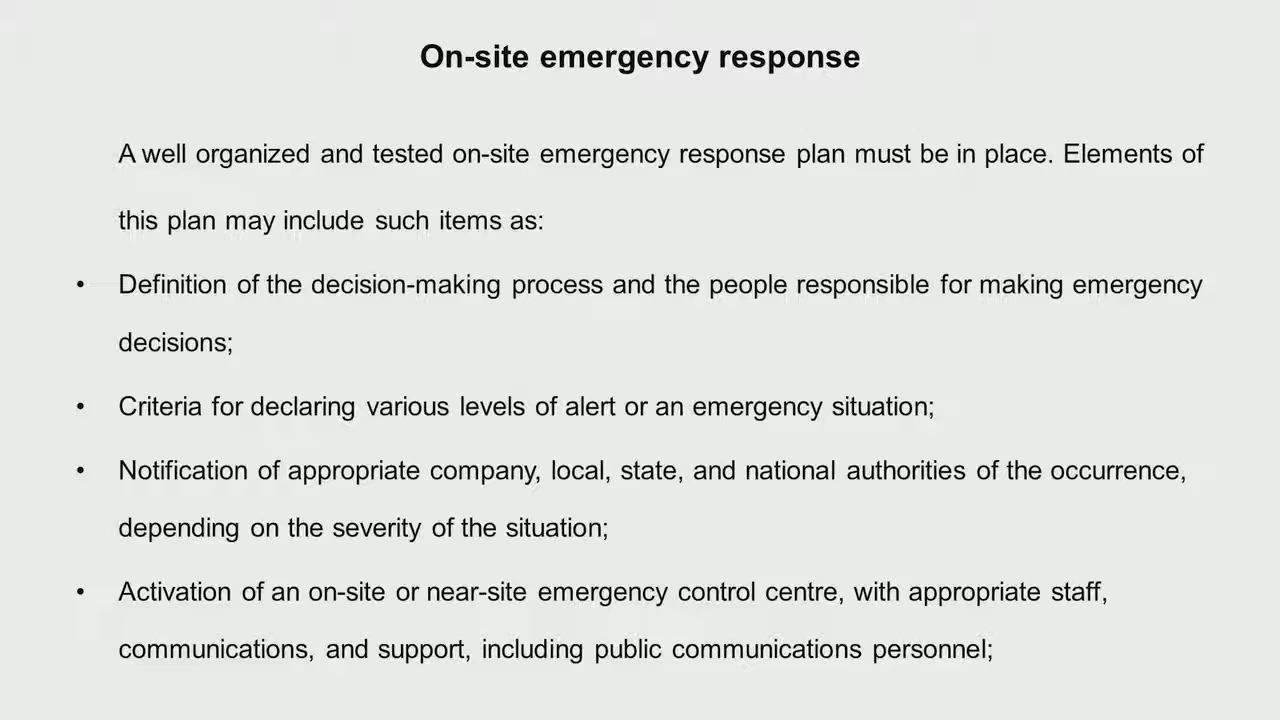 On-site emergency response
A well organized and tested on-site emergency response plan must be in place. Elements of
this plan may include such items as:
• Definition of the decision-making process and the people responsible for making emergency
decisions;
• Criteria for declaring various levels of alert or an emergency situation;
• Notification of appropriate company, local, state, and national authorities of the occurrence,
depending on the severity of the situation;
• Activation of an on-site or near-site emergency control centre, with appropriate staff,
communications, and support, including public communications personnel;